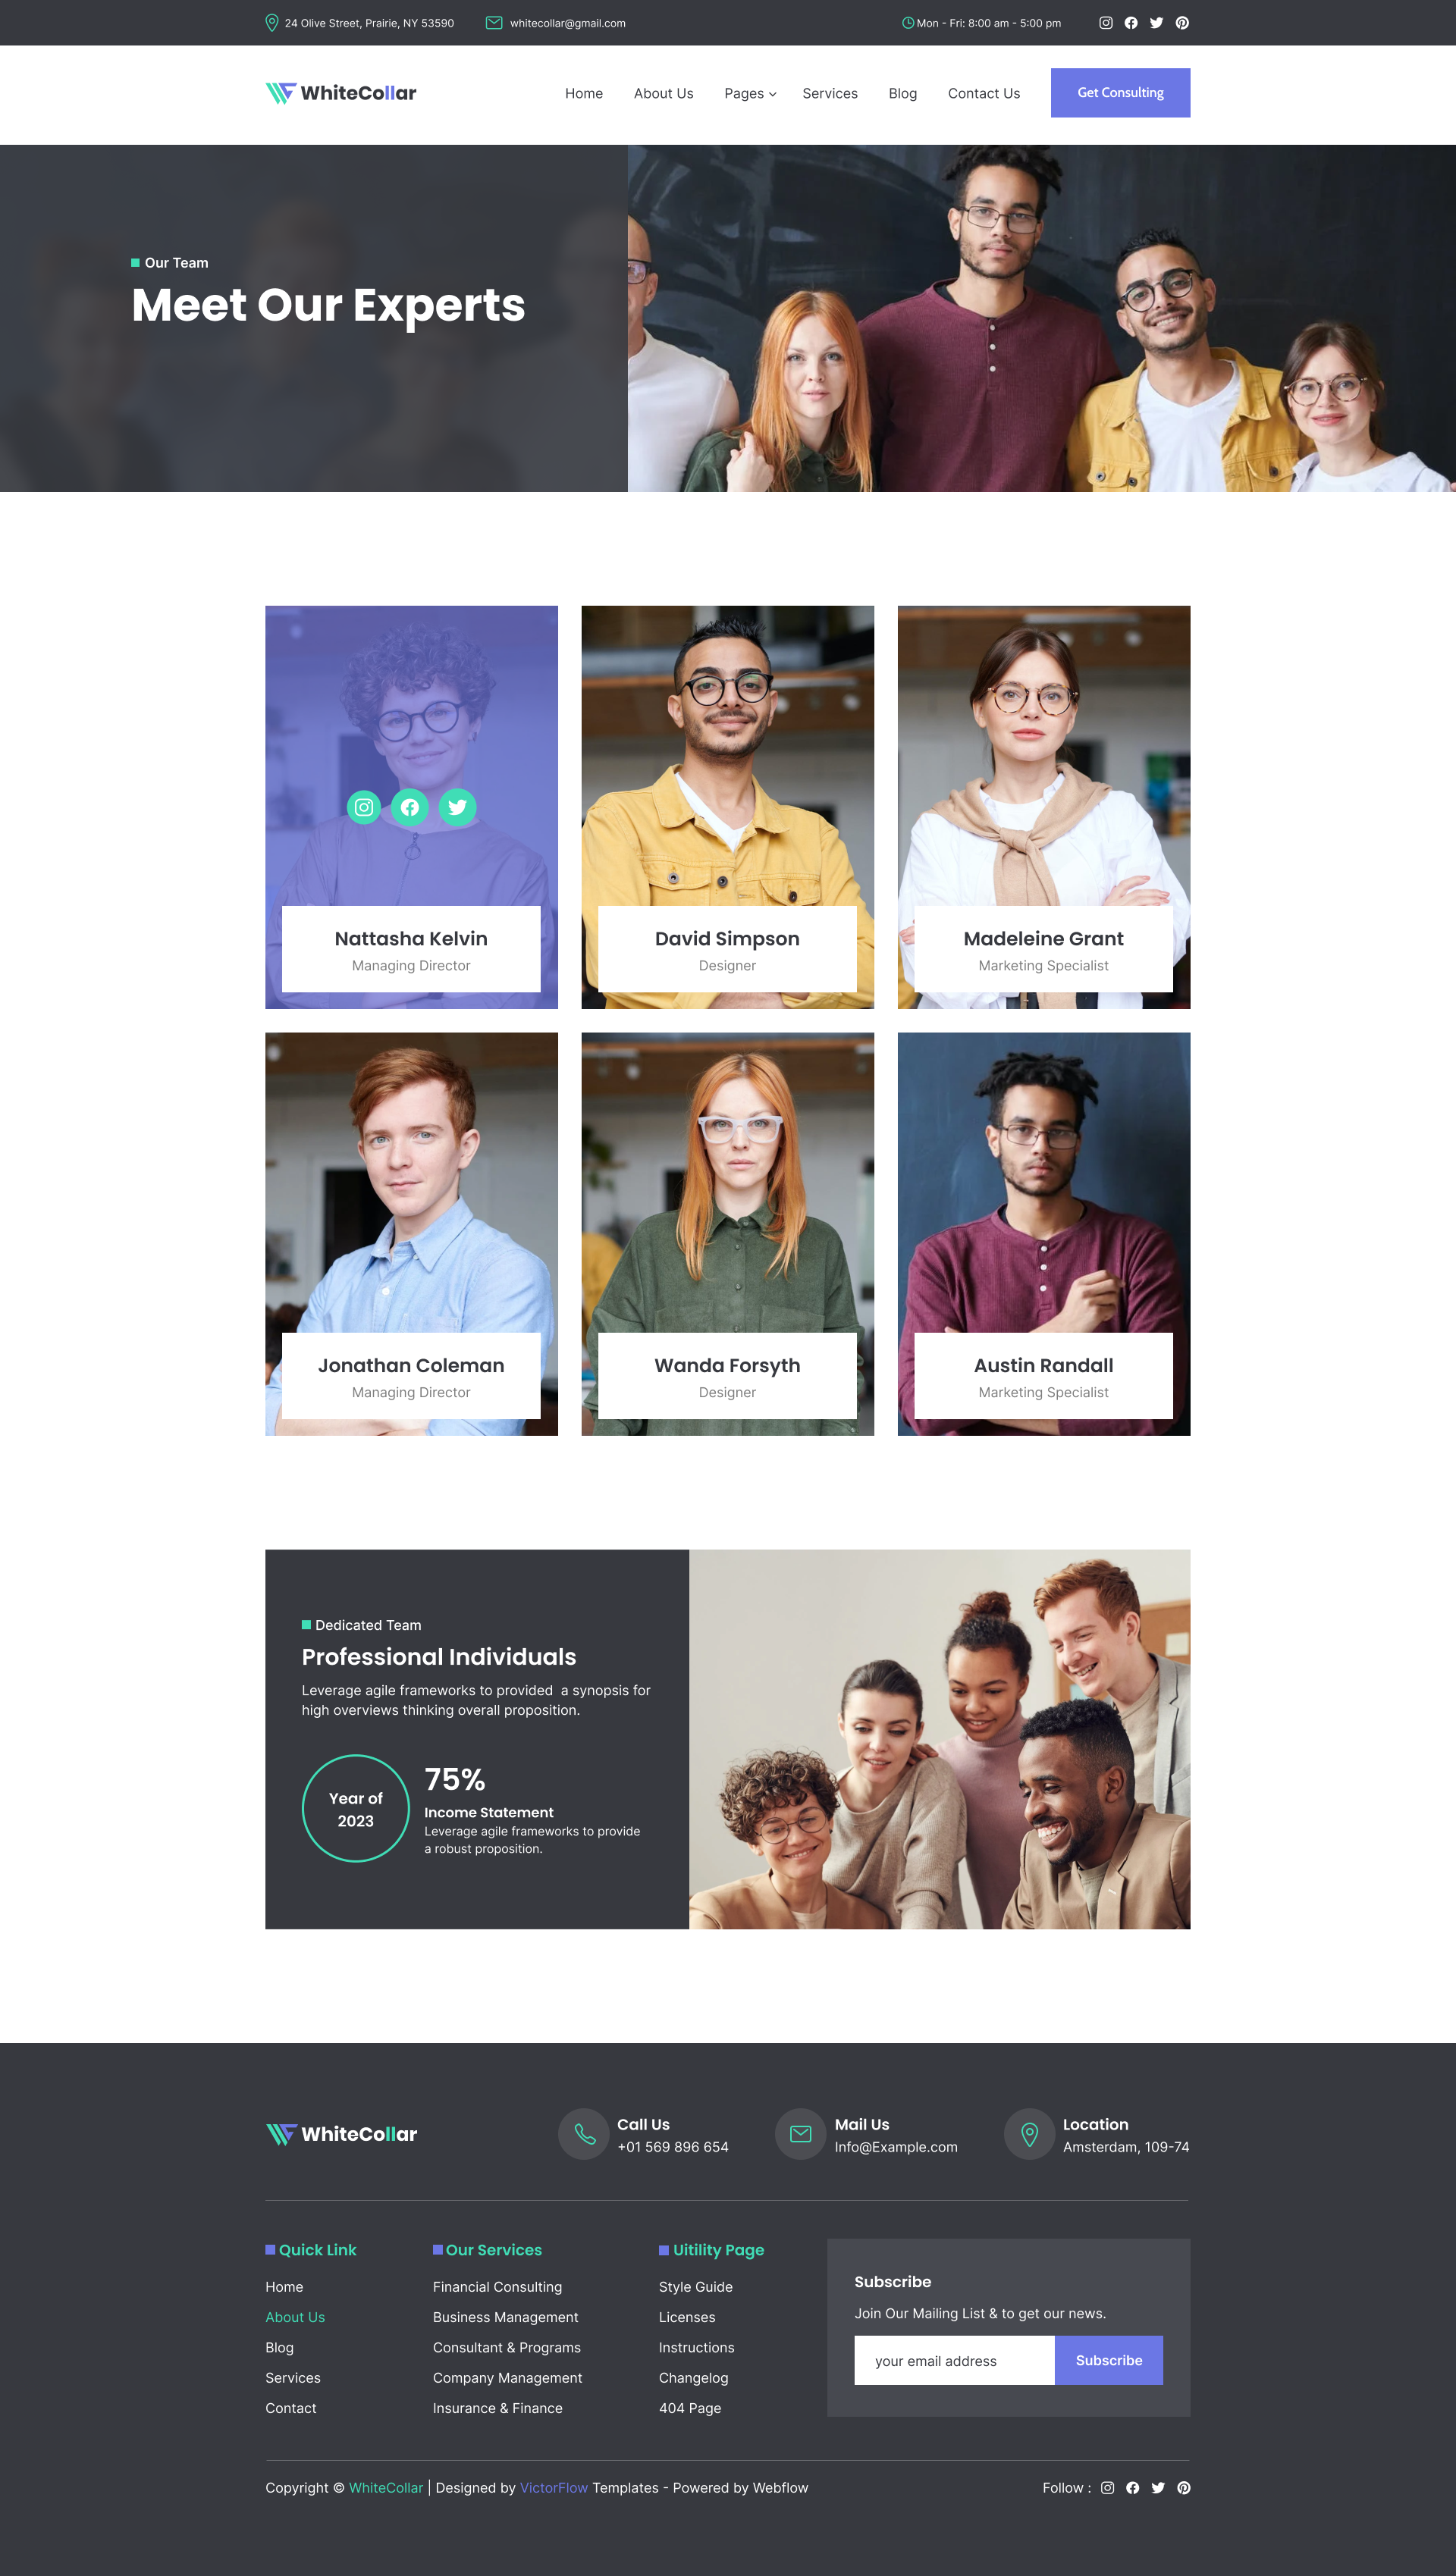 24 Olive Street, Prairie, NY 53590
whitecollar@gmail.com
Mon - Fri: 8:00 am - 5:00 pm
WhiteCollar
Home
About Us
Pages
Services
Blog
Contact Us
Get Consulting
Our Team
Meet Our Experts
Nattasha Kelvin
Managing Director
David Simpson
Designer
Madeleine Grant
Marketing Specialist
Jonathan Coleman
Managing Director
Wanda Forsyth
Designer
Austin Randall
Marketing Specialist
Dedicated Team
Professional Individuals
Leverage agile frameworks to provided a synopsis for
high overviews thinking overall proposition.
Year of
2023
75%
Income Statement
Leverage agile frameworks to provide
a robust proposition.
WhiteCollar
Call Us
+01 569 896 654
Mail Us
Info@Example.com
Location
Amsterdam, 109-74
Quick Link
Home
About Us
Blog
Services
Contact
Our Services
Financial Consulting
Business Management
Consultant & Programs
Company Management
Insurance & Finance
Uitility Page
Style Guide
Licenses
Instructions
Changelog
404 Page
Subscribe
Join Our Mailing List & to get our news.
your email address
Subscribe
Copyright © WhiteCollar | Designed by VictorFlow Templates - Powered by Webflow
Follow :